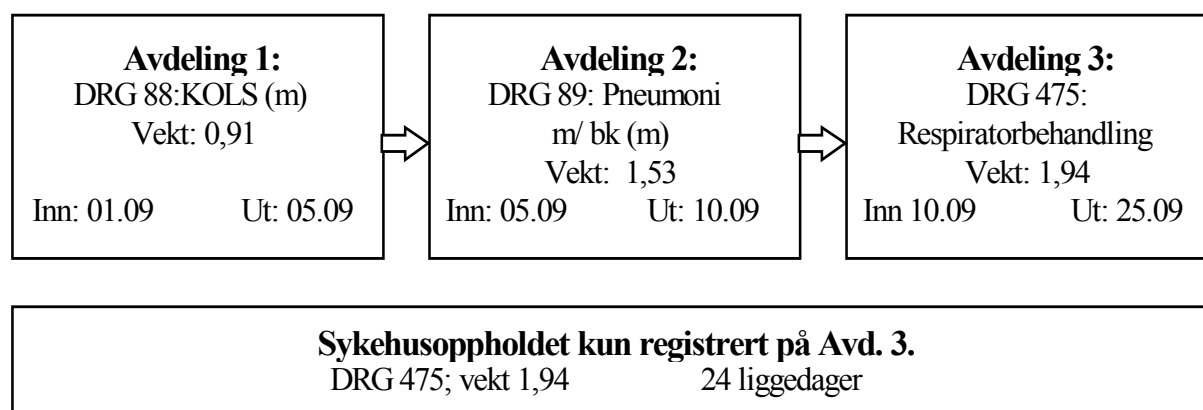 Avdeling 1:
DRG 88:KOLS (m)
Vekt: 0,91
Inn: 01.09 Ut: 05.09
Avdeling 2:
DRG 89: Pneumoni
m/ bk (m)
Vekt: 1,53
Inn: 05.09 Ut: 10.09
Avdeling 3:
DRG 475:
Respiratorbehandling
Vekt: 1,94
Inn 10.09 Ut: 25.09
Sykehusoppholdet kun registrert på Avd. 3.
DRG 475; vekt 1,94 24 liggedager